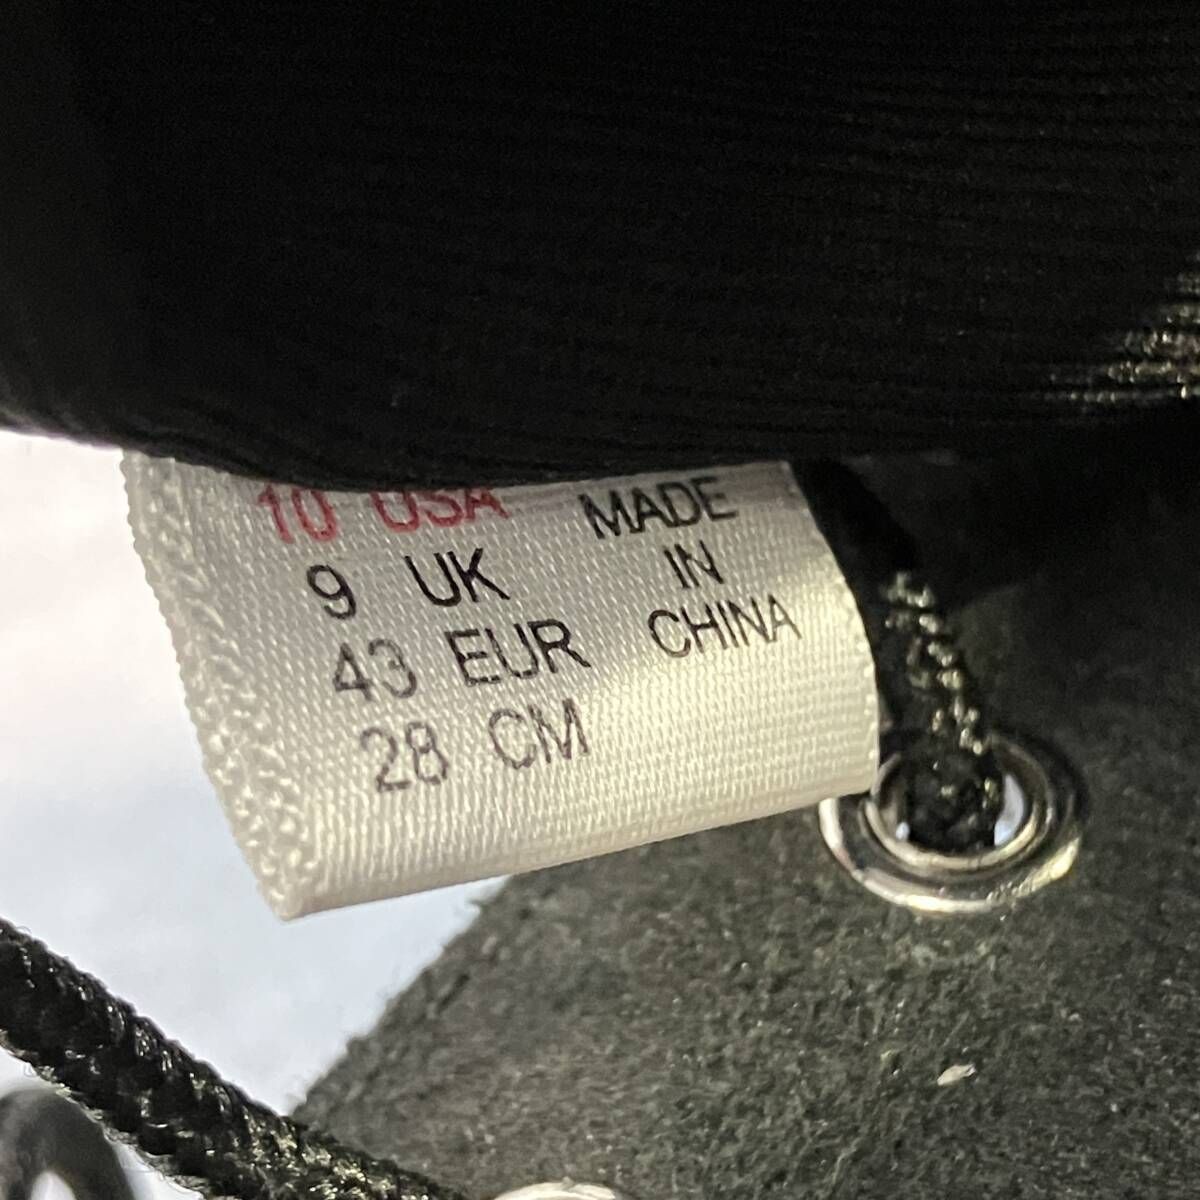 10 USA
9 UK
43 EUR
28 CM
MADE
IN
CHINA